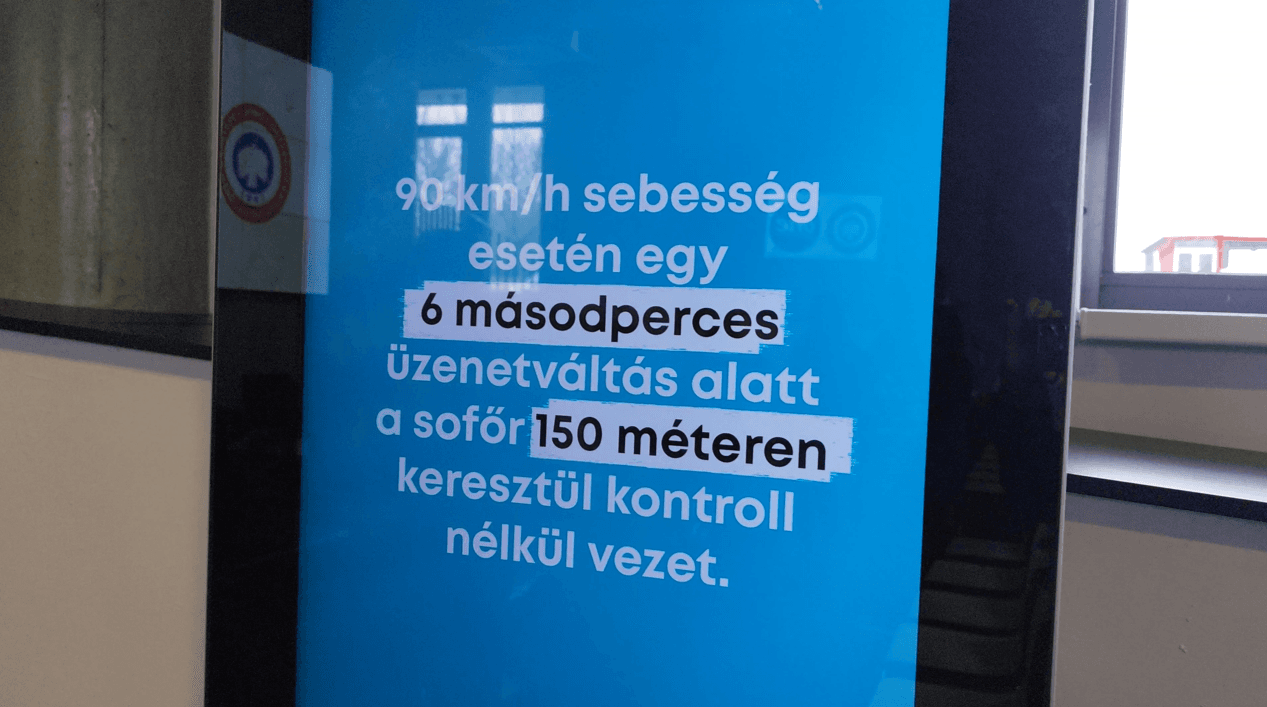 90 km/h sebesség
esetén egy
6 másodperces
üzenetváltás alatt
a sofőr 150 méteren
keresztül kontroll
nélkül vezet.